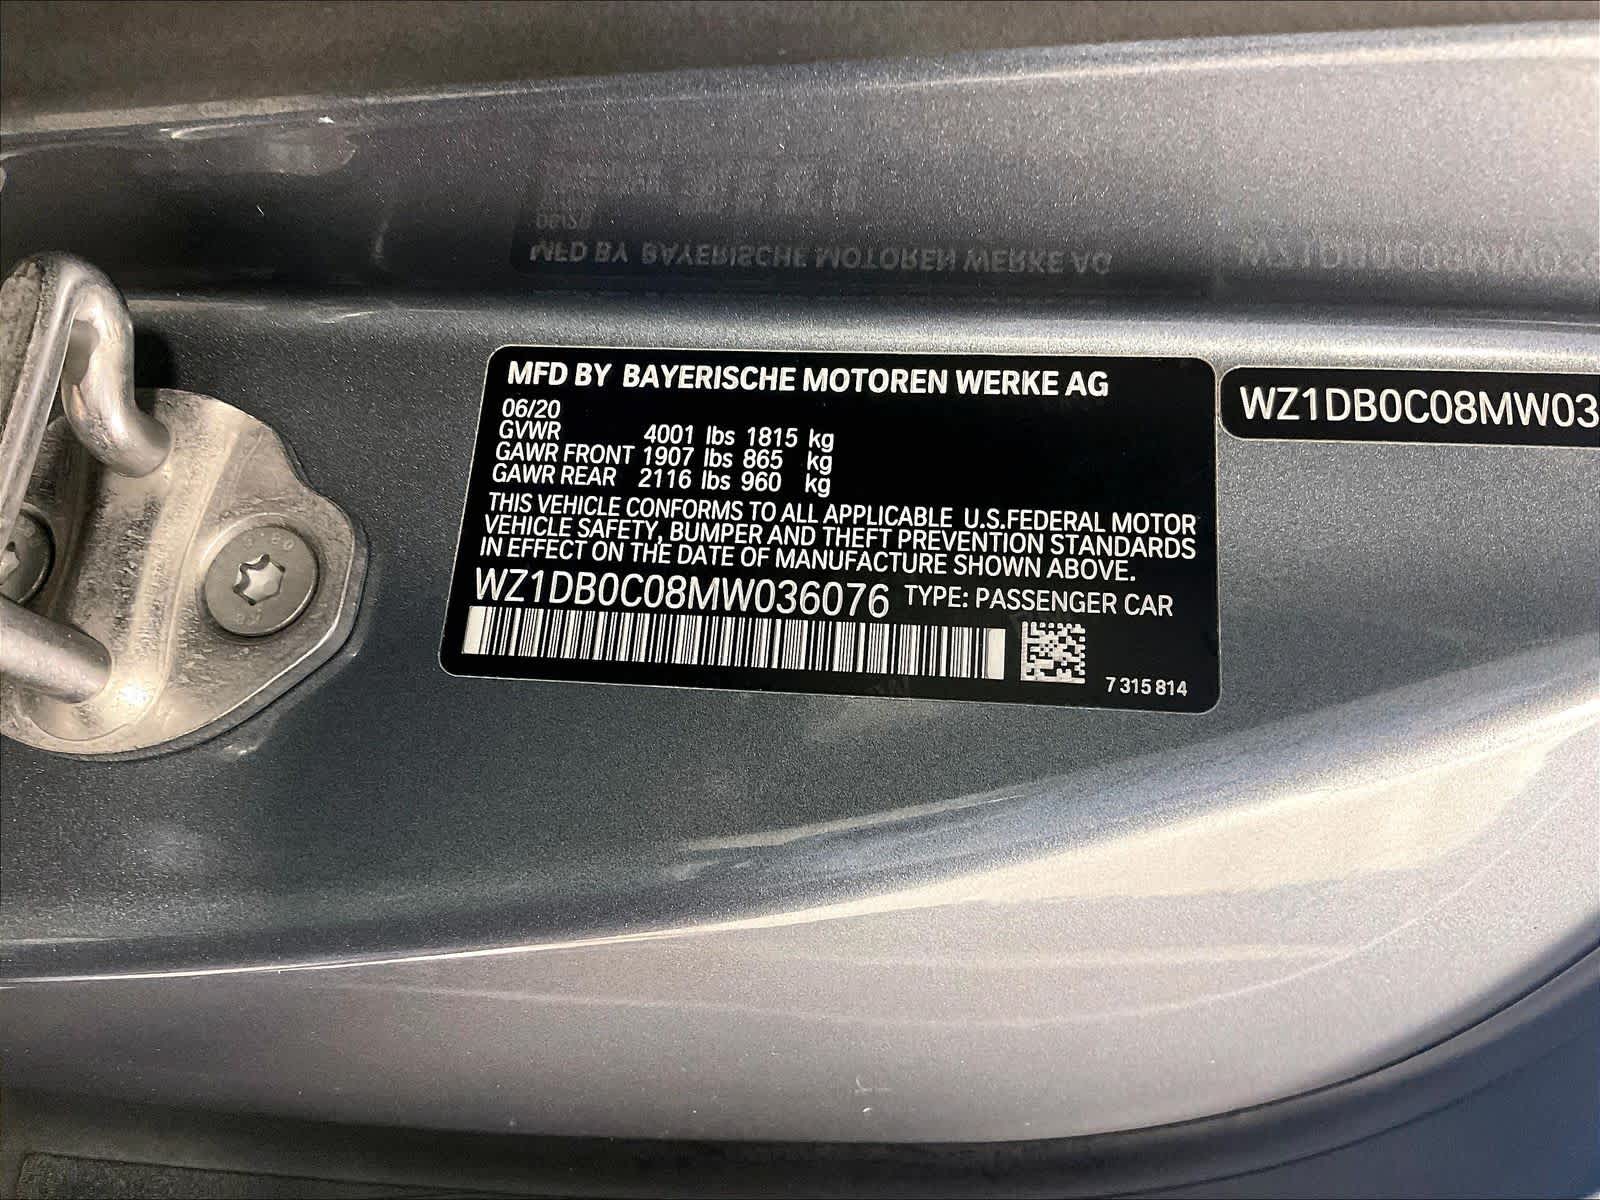 MFD BY BAYERISCHE MOTOREN WERKE AG
06/20
GVWR 4001 lbs 1815 kg
GAWR FRONT 1907 lbs 865 kg
GAWR REAR 2116 lbs 960 kg
THIS VEHICLE CONFORMS TO ALL APPLICABLE U.S.FEDERAL MOTOR
VEHICLE SAFETY, BUMPER AND THEFT PREVENTION STANDARDS
IN EFFECT ON THE DATE OF MANUFACTURE SHOWN ABOVE.
WZ1DB0C08MW036076 TYPE: PASSENGER CAR
7 315 814
WZ1DB0C08MW03